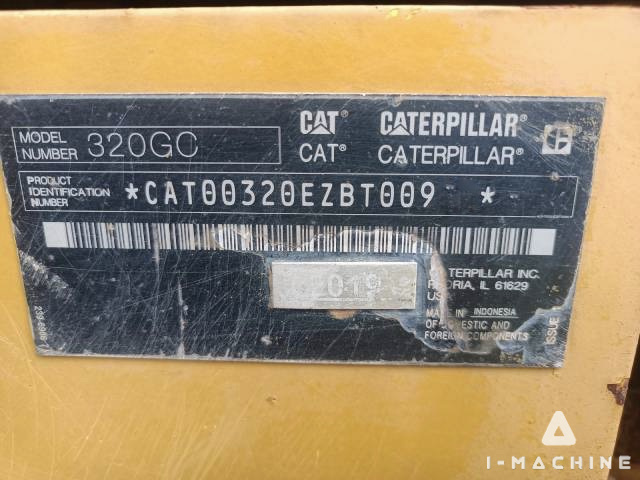 MODEL NUMBER 320GC
CAT® CATERPILLAR®
CAT® CATERPILLAR®
PRODUCT IDENTIFICATION NUMBER *CAT00320EZBT009 *
2019
CATERPILLAR INC.
PEORIA, IL 61629
MADE IN INDONESIA
OF DOMESTIC AND
FOREIGN COMPONENTS
ISSUE
I-MACHINE